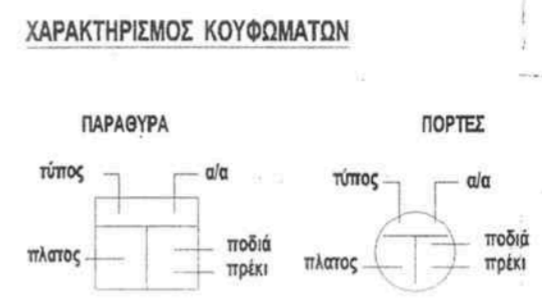 ΧΑΡΑΚΤΗΡΙΣΜΟΣ ΚΟΥΦΩΜΑΤΩΝ
ΠΑΡΑΘΥΡΑ
τύπος α/α
πλατος ποδιά
πρέκι
ΠΟΡΤΕΣ
τύπος α/α
πλατος ποδιά
πρέκι